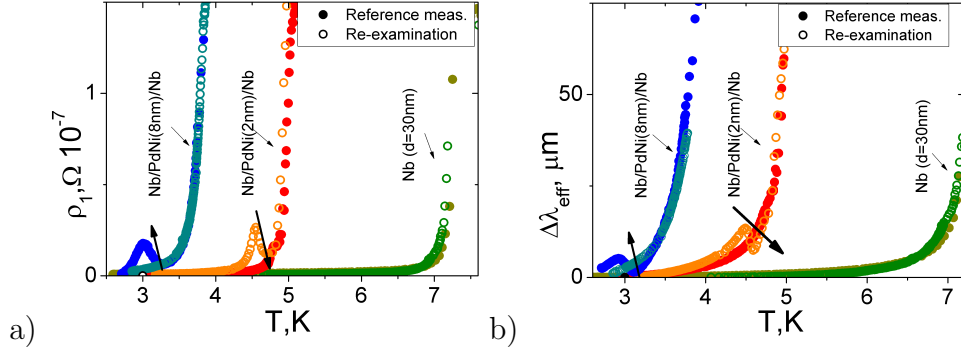 Reference meas.
Re-examination
Nb/PdNi(8nm)/Nb
Nb/PdNi(2nm)/Nb
Nb (d=30nm)
ρ₁,Ω 10⁻⁷
1
0
3 4 5 6 7
T,K
a)
Reference meas.
Re-examination
Nb/PdNi(8nm)/Nb
Nb/PdNi(2nm)/Nb
Nb (d=30nm)
Δλeff, μm
50
0
3 4 5 6 7
T,K
b)